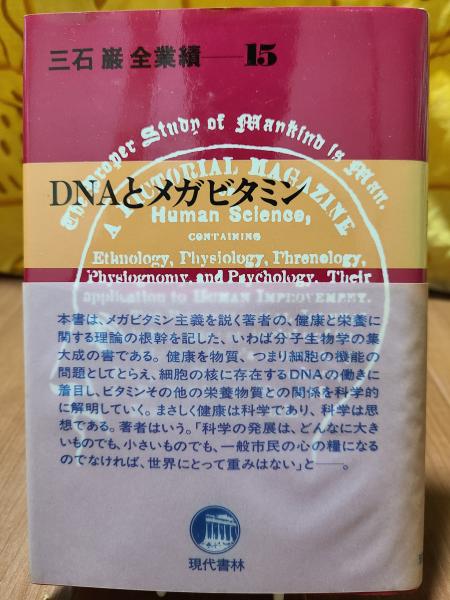 三石 巌 全業績――15
The Proper Study of Mankind is Man.
A PICTORIAL MAGAZINE
DNAとメガビタミン
Human Science,
CONTAINING
Ethnology, Physiology, Phrenology,
Physiognomy, and Psychology. Their
application to HUMAN IMPROVEMENT.
本書は、メガビタミン主義を説く著者の、健康と栄養に
関する理論の根幹を記した、いわば分子生物学の集
大成の書である。健康を物質、つまり細胞の機能の
問題としてとらえ、細胞の核に存在するDNAの働きに
着目し、ビタミンその他の栄養物質との関係を科学的
に解明していく。まさしく健康は科学であり、科学は思
想である。著者はいう。「科学の発展は、どんなに大き
いものでも、小さいものでも、一般市民の心の糧になる
のでなければ、世界にとって重みはない」と――。
現代書林